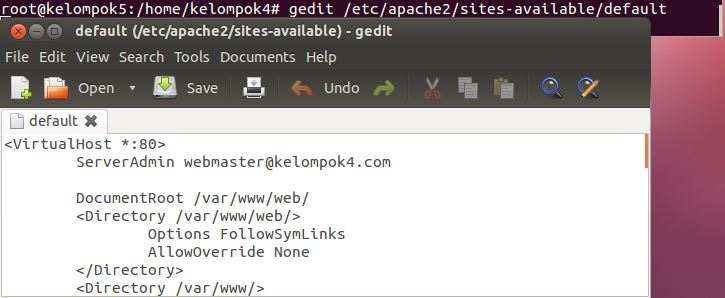 root@kelompok5:/home/kelompok4# gedit /etc/apache2/sites-available/default
default (/etc/apache2/sites-available) - gedit
File Edit View Search Tools Documents Help
Open Save Undo
default
<VirtualHost *:80>
ServerAdmin webmaster@kelompok4.com
DocumentRoot /var/www/web/
<Directory /var/www/web/>
Options FollowSymLinks
AllowOverride None
</Directory>
<Directory /var/www/>